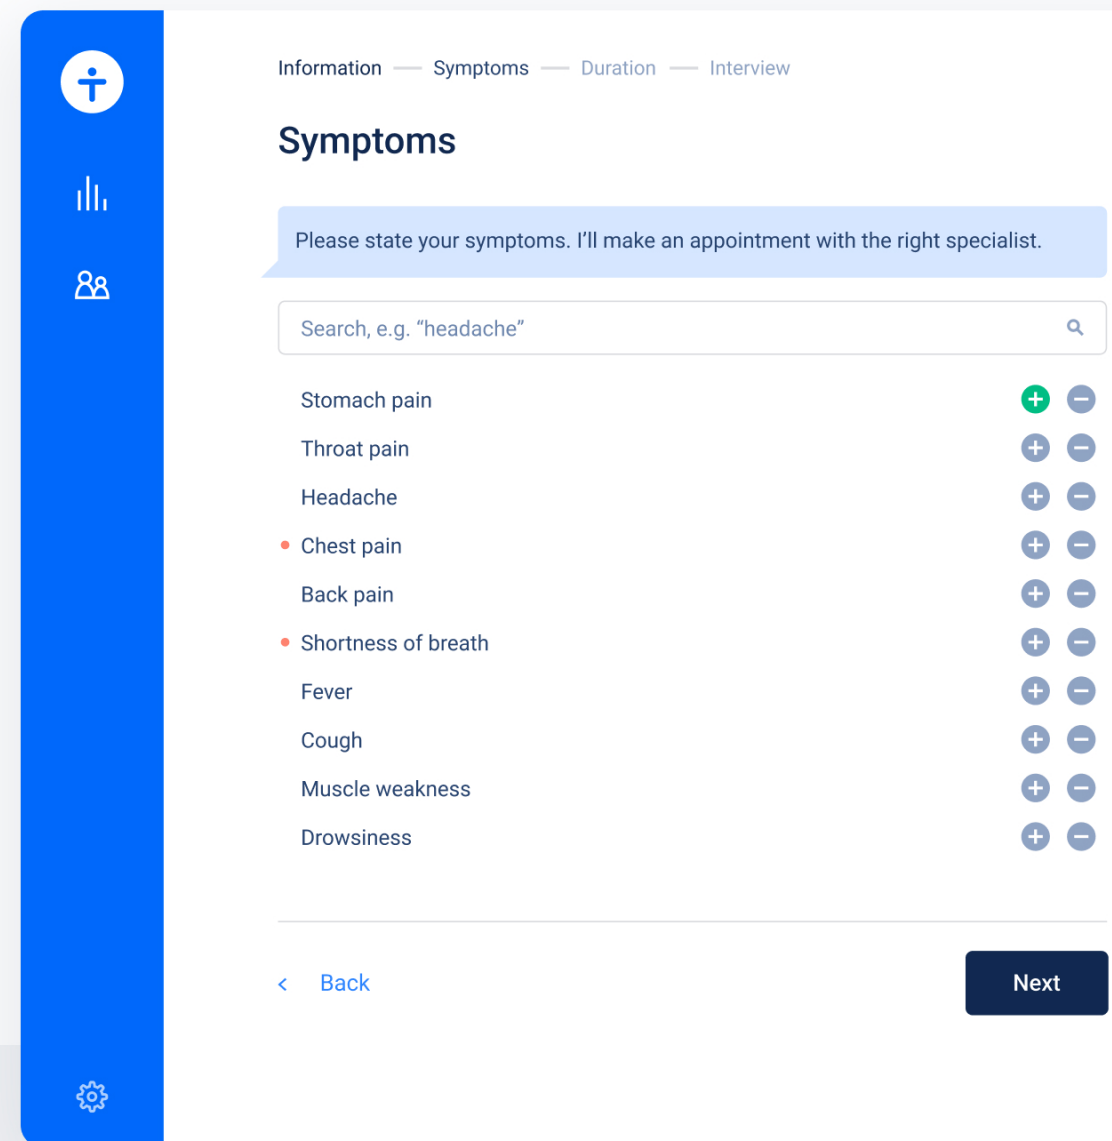 Information — Symptoms — Duration — Interview
Symptoms
Please state your symptoms. I’ll make an appointment with the right specialist.
Search, e.g. “headache”
Stomach pain
Throat pain
Headache
Chest pain
Back pain
Shortness of breath
Fever
Cough
Muscle weakness
Drowsiness
< Back
Next